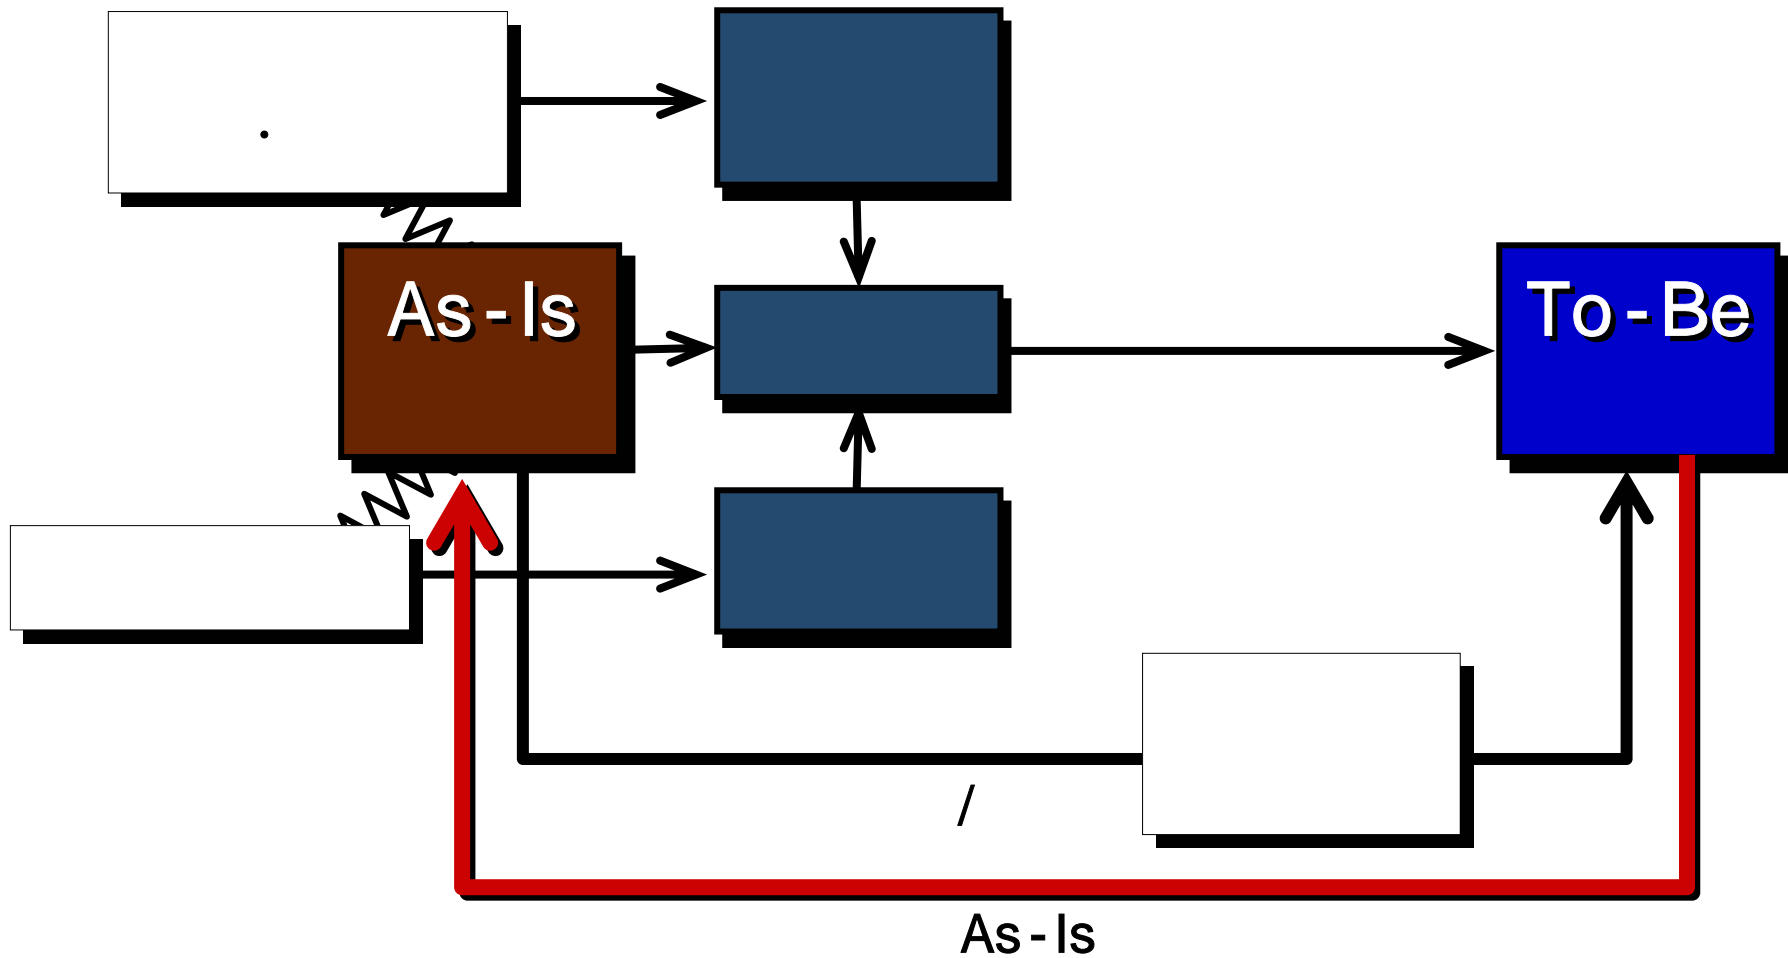 .
As - Is
To - Be
/
As - Is